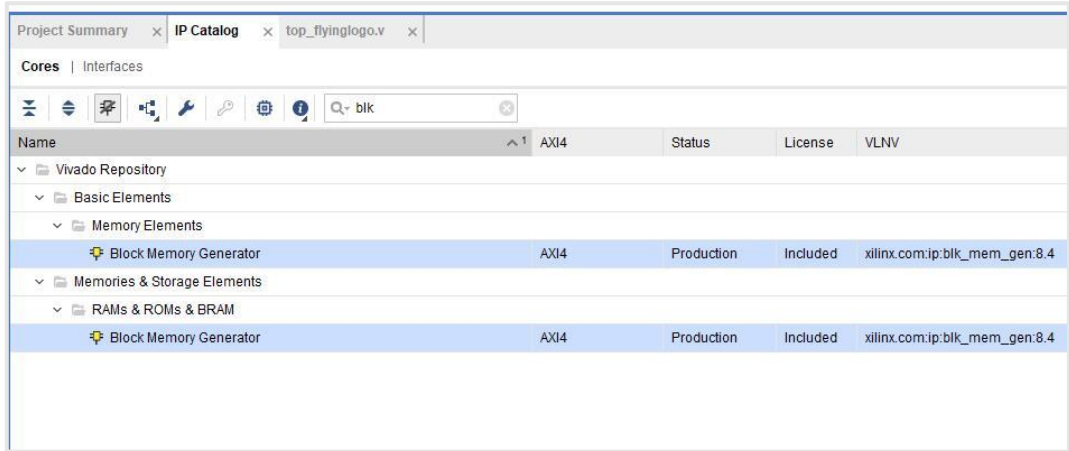 Project Summary × IP Catalog × top_flyinglogo.v ×
Cores | Interfaces
Q- blk
Name 1 AXI4 Status License VLNV
Vivado Repository
Basic Elements
Memory Elements
Block Memory Generator AXI4 Production Included xilinx.com:ip:blk_mem_gen:8.4
Memories & Storage Elements
RAMs & ROMs & BRAM
Block Memory Generator AXI4 Production Included xilinx.com:ip:blk_mem_gen:8.4